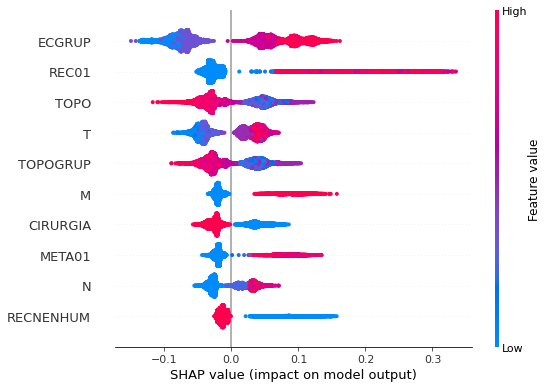 High
ECGRUP
REC01
TOPO
T
TOPOGRUP
M
CIRURGIA
META01
N
RECNENHUM
Feature value
Low
−0.1 0.0 0.1 0.2 0.3
SHAP value (impact on model output)